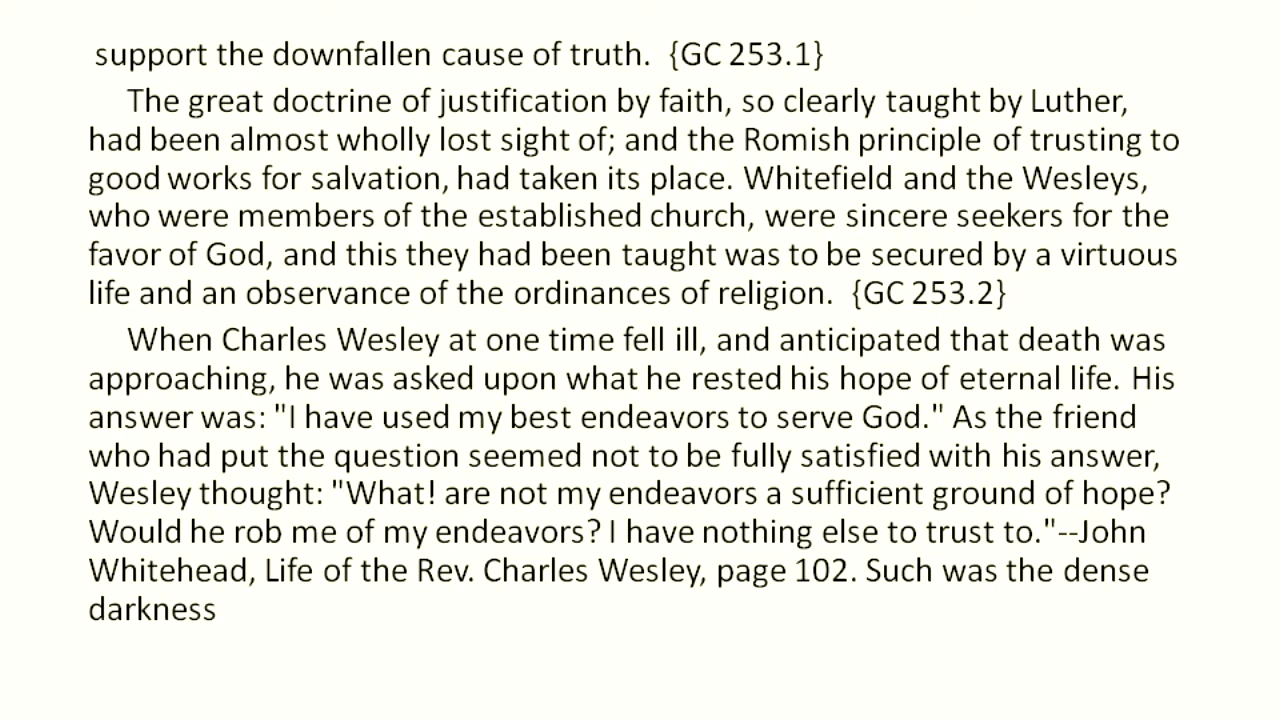 support the downfallen cause of truth.  {GC 253.1}
The great doctrine of justification by faith, so clearly taught by Luther,
had been almost wholly lost sight of; and the Romish principle of trusting to
good works for salvation, had taken its place. Whitefield and the Wesleys,
who were members of the established church, were sincere seekers for the
favor of God, and this they had been taught was to be secured by a virtuous
life and an observance of the ordinances of religion.  {GC 253.2}
When Charles Wesley at one time fell ill, and anticipated that death was
approaching, he was asked upon what he rested his hope of eternal life. His
answer was: "I have used my best endeavors to serve God." As the friend
who had put the question seemed not to be fully satisfied with his answer,
Wesley thought: "What! are not my endeavors a sufficient ground of hope?
Would he rob me of my endeavors? I have nothing else to trust to."--John
Whitehead, Life of the Rev. Charles Wesley, page 102. Such was the dense
darkness